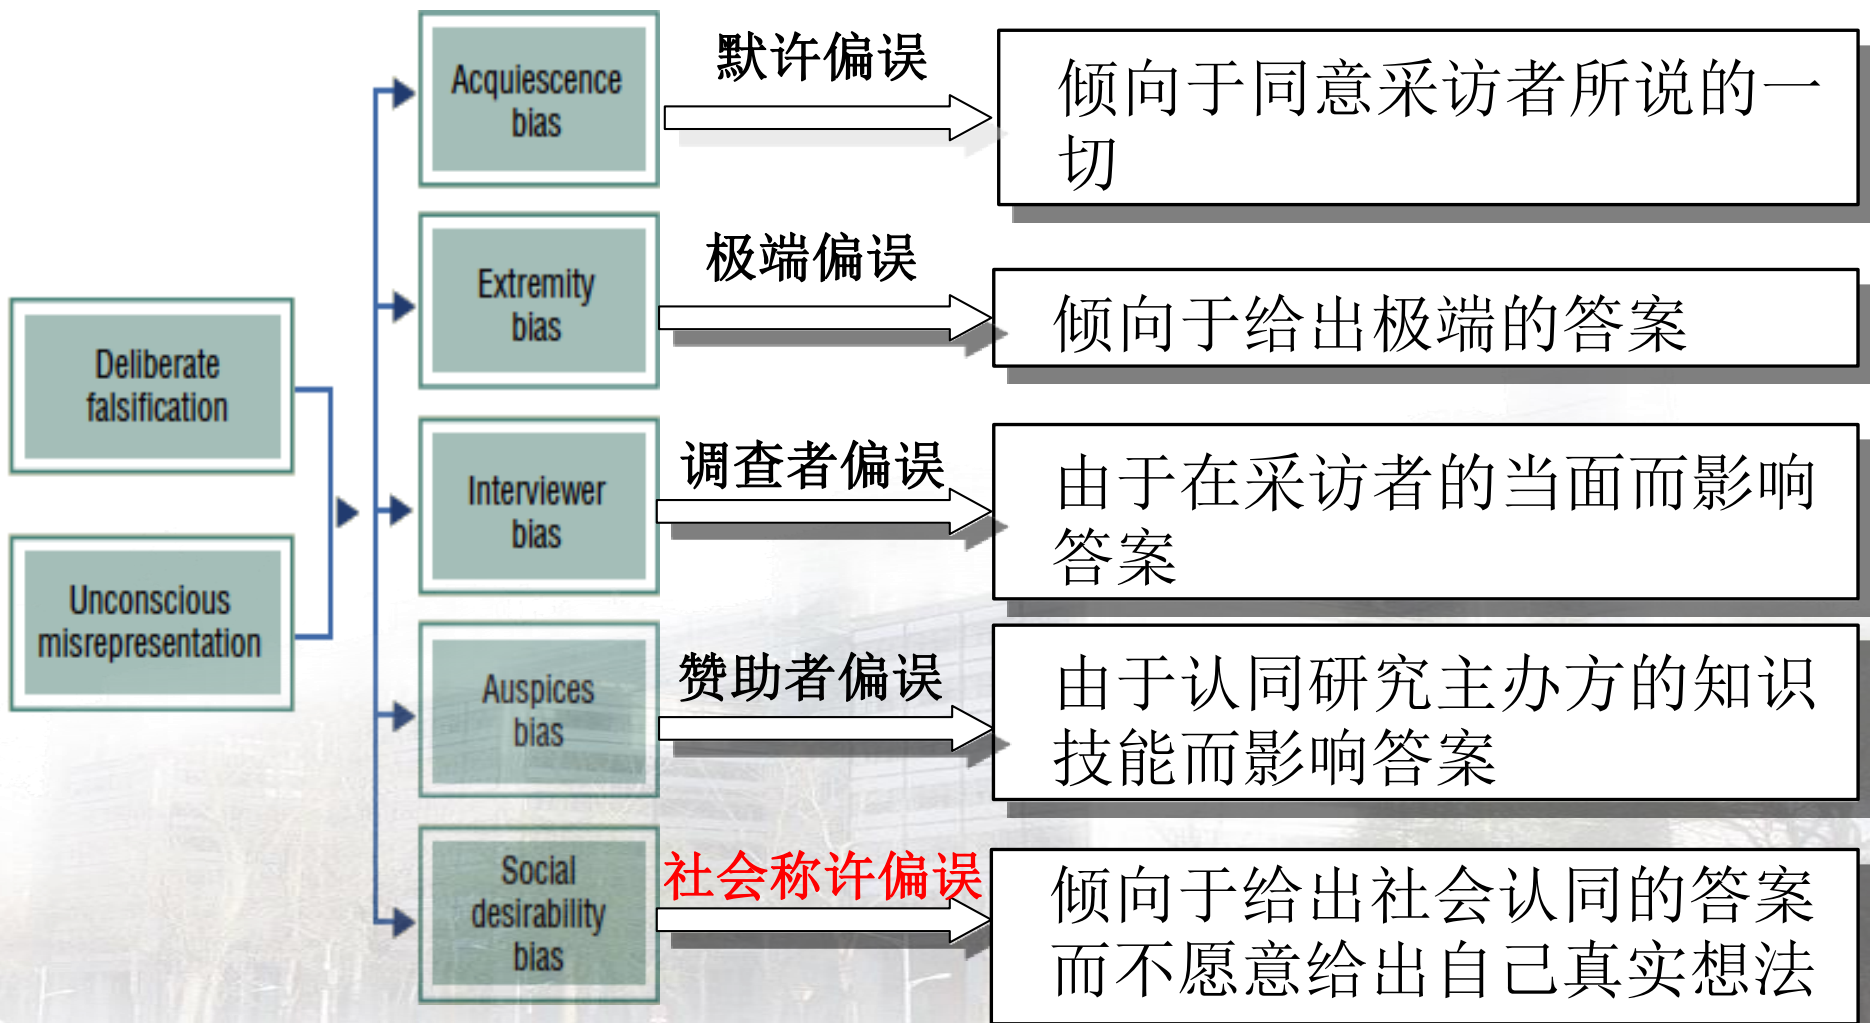 Deliberate
falsification
Unconscious
misrepresentation
Acquiescence
bias
默许偏误
倾向于同意采访者所说的一
切
Extremity
bias
极端偏误
倾向于给出极端的答案
Interviewer
bias
调查者偏误
由于在采访者的当面而影响
答案
Auspices
bias
赞助者偏误
由于认同研究主办方的知识
技能而影响答案
Social
desirability
bias
社会称许偏误
倾向于给出社会认同的答案
而不愿意给出自己真实想法